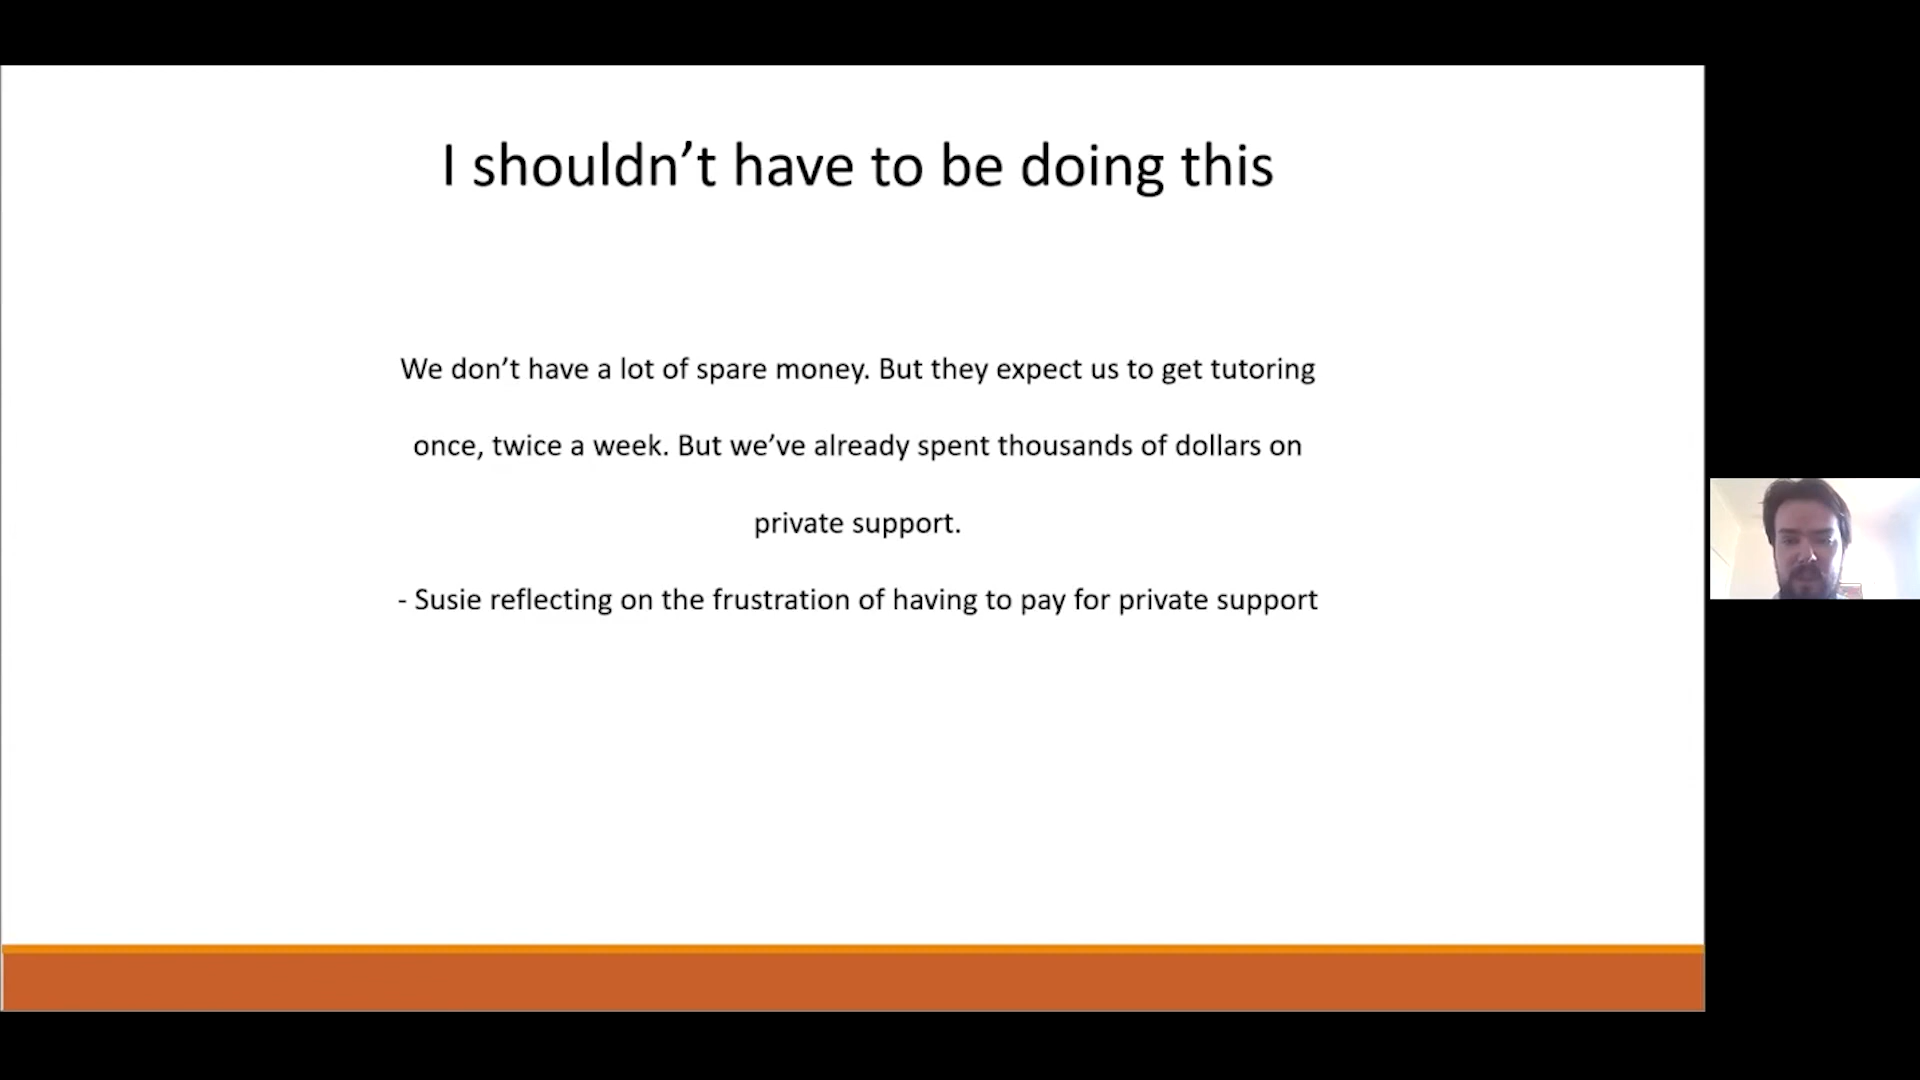 I shouldn’t have to be doing this
We don’t have a lot of spare money. But they expect us to get tutoring
once, twice a week. But we’ve already spent thousands of dollars on
private support.
- Susie reflecting on the frustration of having to pay for private support